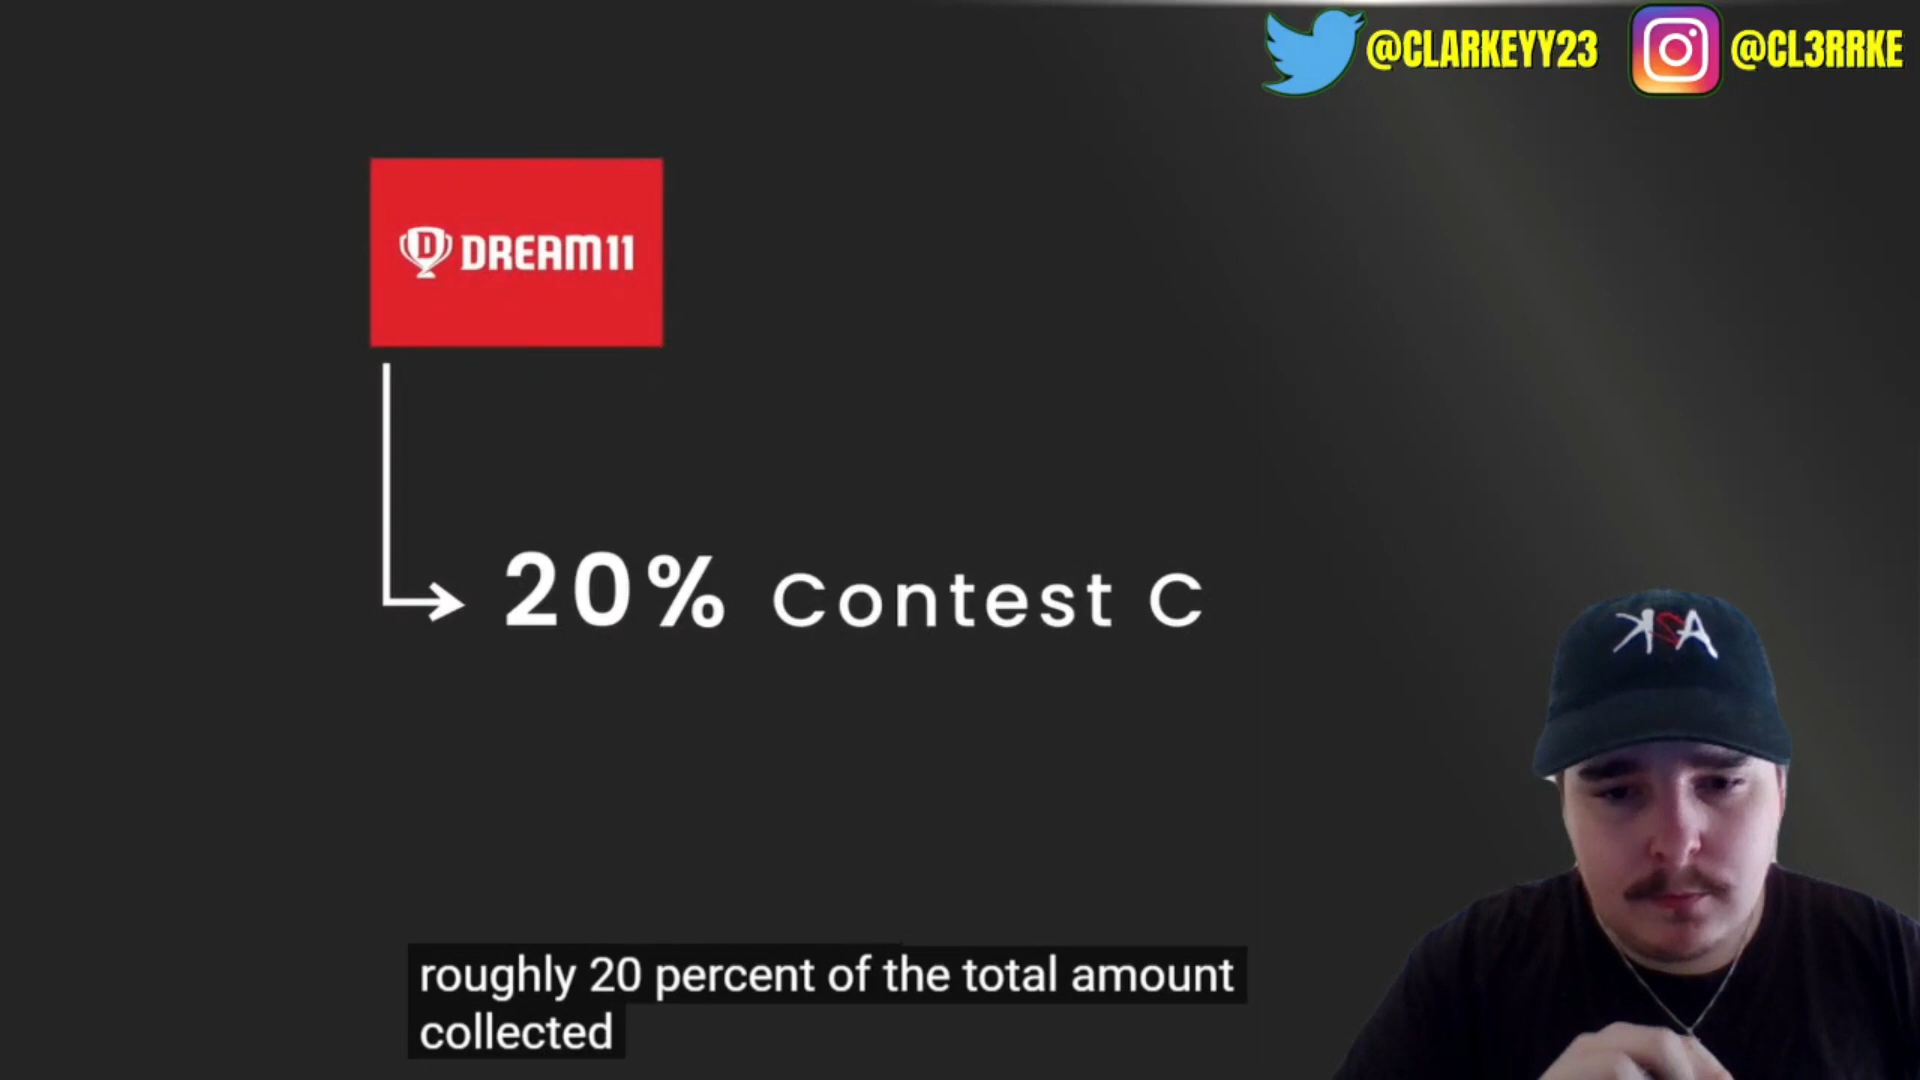 @CLARKEYY23 @CL3RRKE
D DREAM11
20% Contest C
roughly 20 percent of the total amount
collected